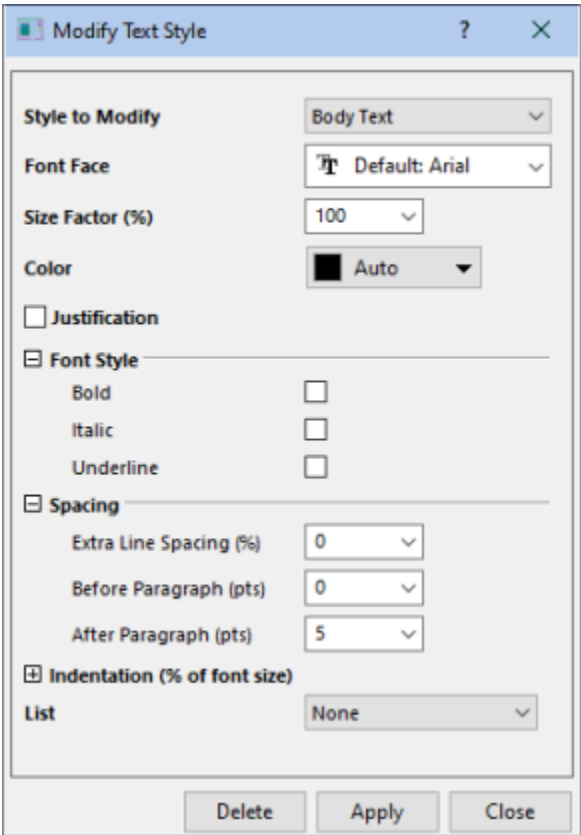 Modify Text Style ?
Style to Modify Body Text
Font Face Default: Arial
Size Factor (%) 100
Color Auto
Justification
Font Style
Bold
Italic
Underline
Spacing
Extra Line Spacing (%) 0
Before Paragraph (pts) 0
After Paragraph (pts) 5
Indentation (% of font size)
List None
Delete Apply Close